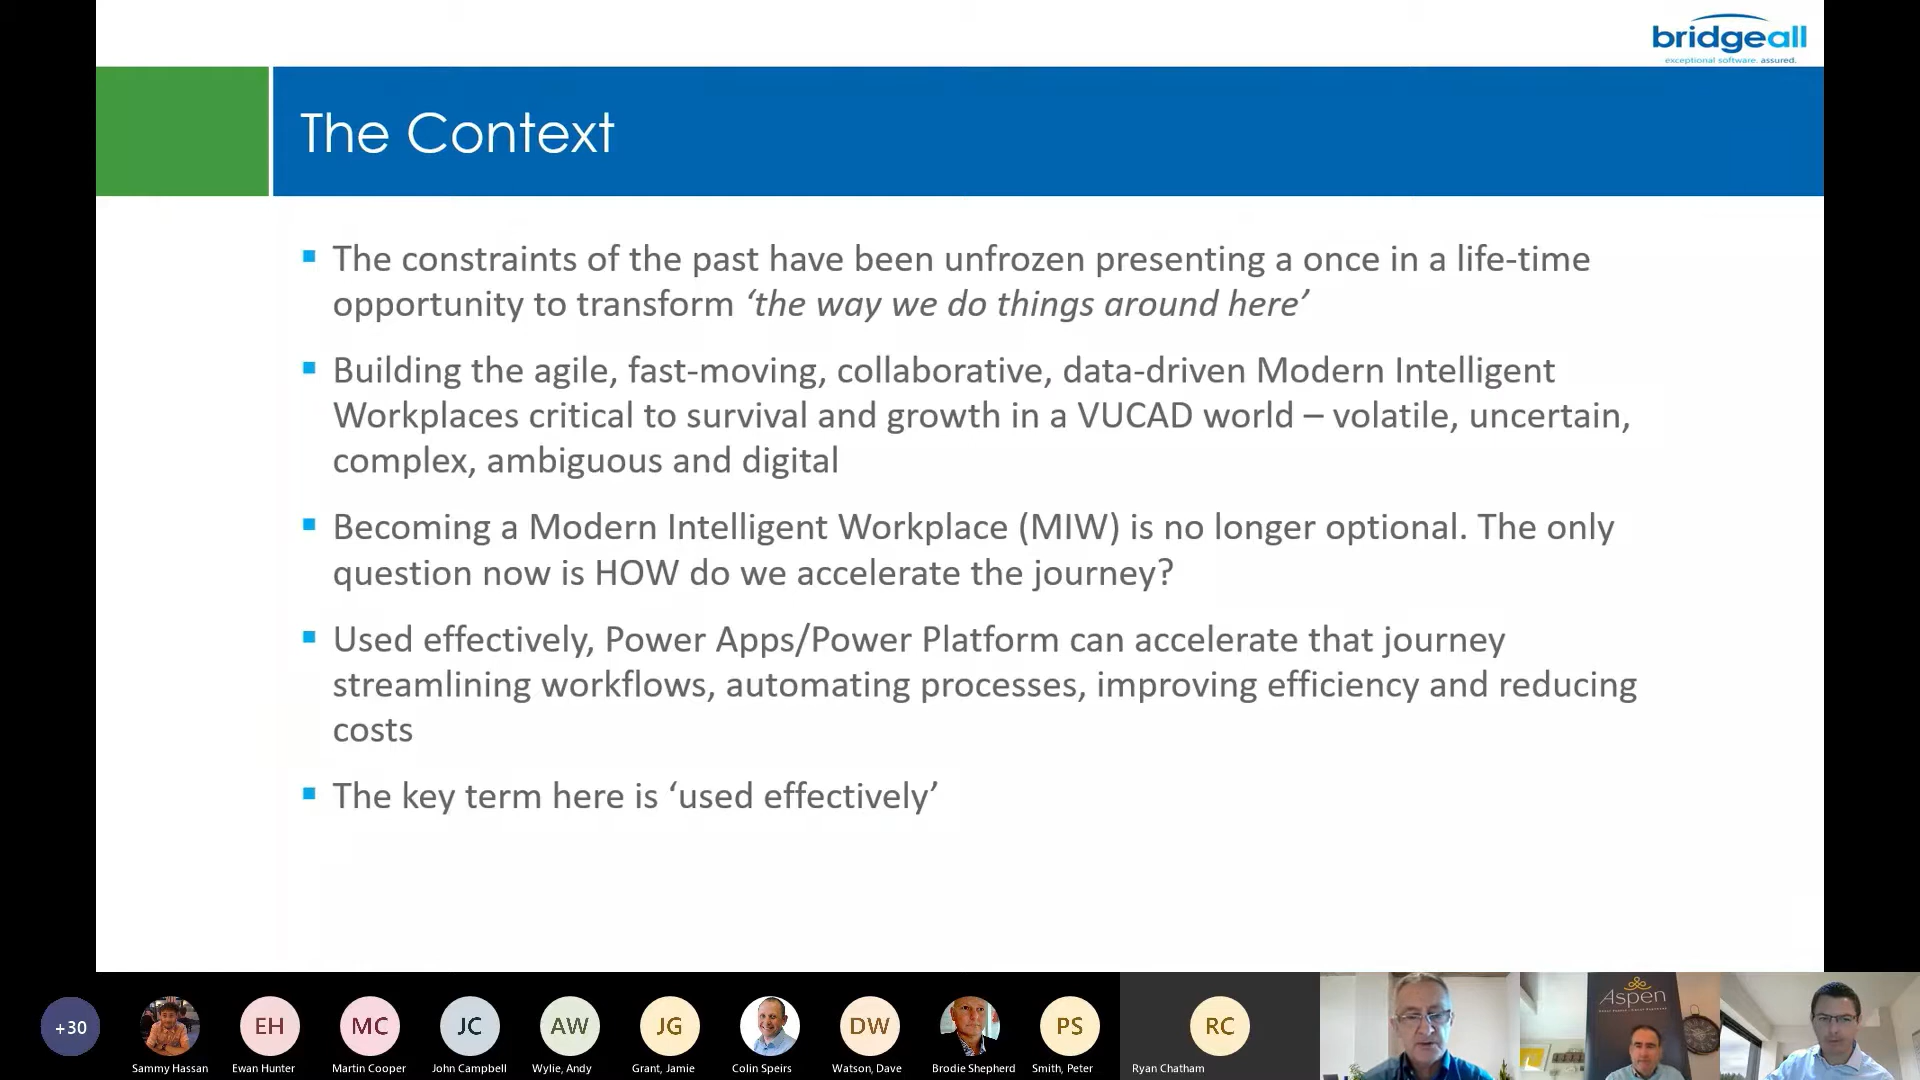 bridgeall
exceptional software. assured.
The Context
The constraints of the past have been unfrozen presenting a once in a life-time
opportunity to transform ‘the way we do things around here’
Building the agile, fast-moving, collaborative, data-driven Modern Intelligent
Workplaces critical to survival and growth in a VUCAD world – volatile, uncertain,
complex, ambiguous and digital
Becoming a Modern Intelligent Workplace (MIW) is no longer optional. The only
question now is HOW do we accelerate the journey?
Used effectively, Power Apps/Power Platform can accelerate that journey
streamlining workflows, automating processes, improving efficiency and reducing
costs
The key term here is ‘used effectively’
+30
EH
MC
JC
AW
JG
DW
PS
RC
Aspen
Sammy Hassan
Ewan Hunter
Martin Cooper
John Campbell
Wylie, Andy
Grant, Jamie
Colin Speirs
Watson, Dave
Brodie Shepherd
Smith, Peter
Ryan Chatham